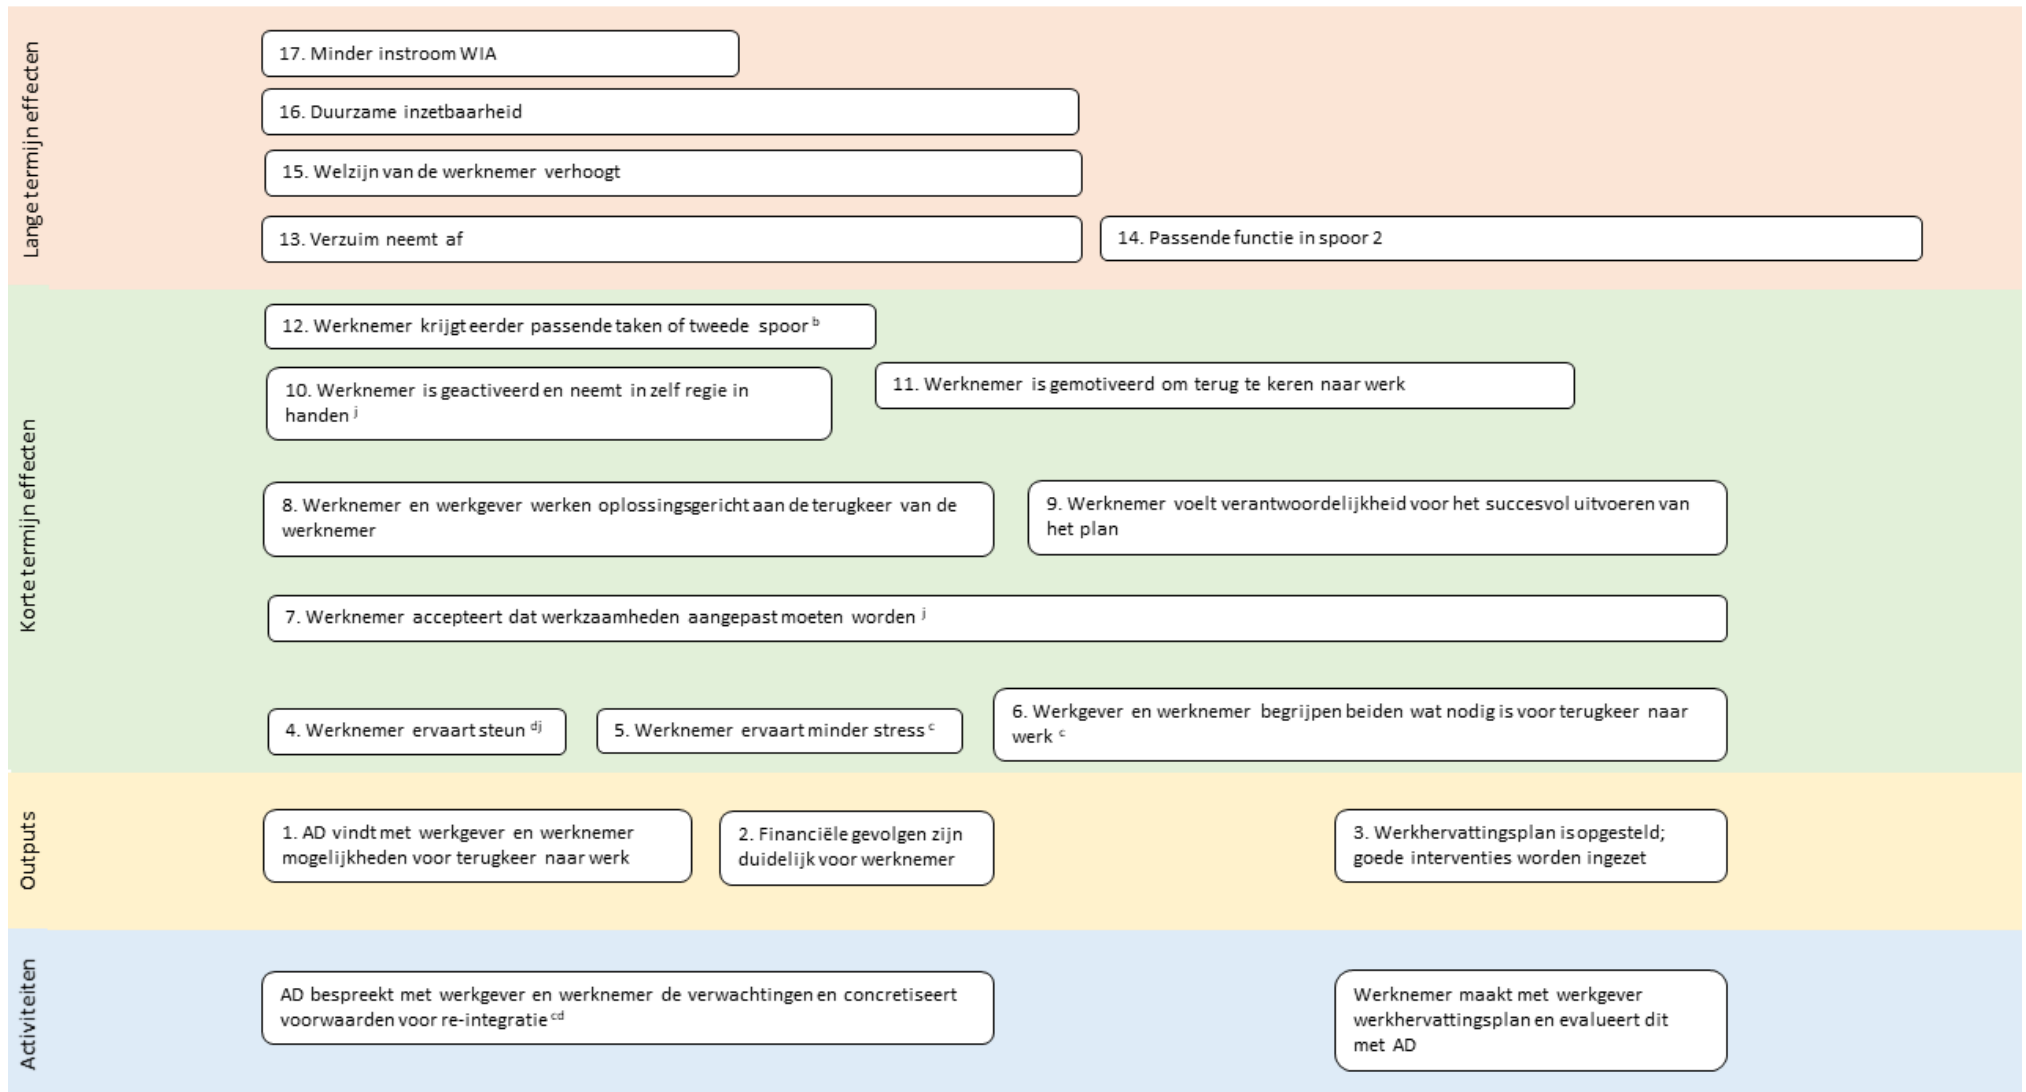 Lange termijn effecten
17. Minder instroom WIA
16. Duurzame inzetbaarheid
15. Welzijn van de werknemer verhoogt
13. Verzuim neemt af
14. Passende functie in spoor 2
Korte termijn effecten
12. Werknemer krijgt eerder passende taken of tweede spoor b
10. Werknemer is geactiveerd en neemt in zelf regie in
handen j
11. Werknemer is gemotiveerd om terug te keren naar werk
8. Werknemer en werkgever werken oplossingsgericht aan de terugkeer van de
werknemer
9. Werknemer voelt verantwoordelijkheid voor het succesvol uitvoeren van
het plan
7. Werknemer accepteert dat werkzaamheden aangepast moeten worden j
4. Werknemer ervaart steun dj
5. Werknemer ervaart minder stress c
6. Werkgever en werknemer begrijpen beiden wat nodig is voor terugkeer naar
werk c
Outputs
1. AD vindt met werkgever en werknemer
mogelijkheden voor terugkeer naar werk
2. Financiële gevolgen zijn
duidelijk voor werknemer
3. Werkhervattingsplan is opgesteld;
goede interventies worden ingezet
Activiteiten
AD bespreekt met werkgever en werknemer de verwachtingen en concretiseert
voorwaarden voor re-integratie cd
Werknemer maakt met werkgever
werkhervattingsplan en evalueert dit
met AD